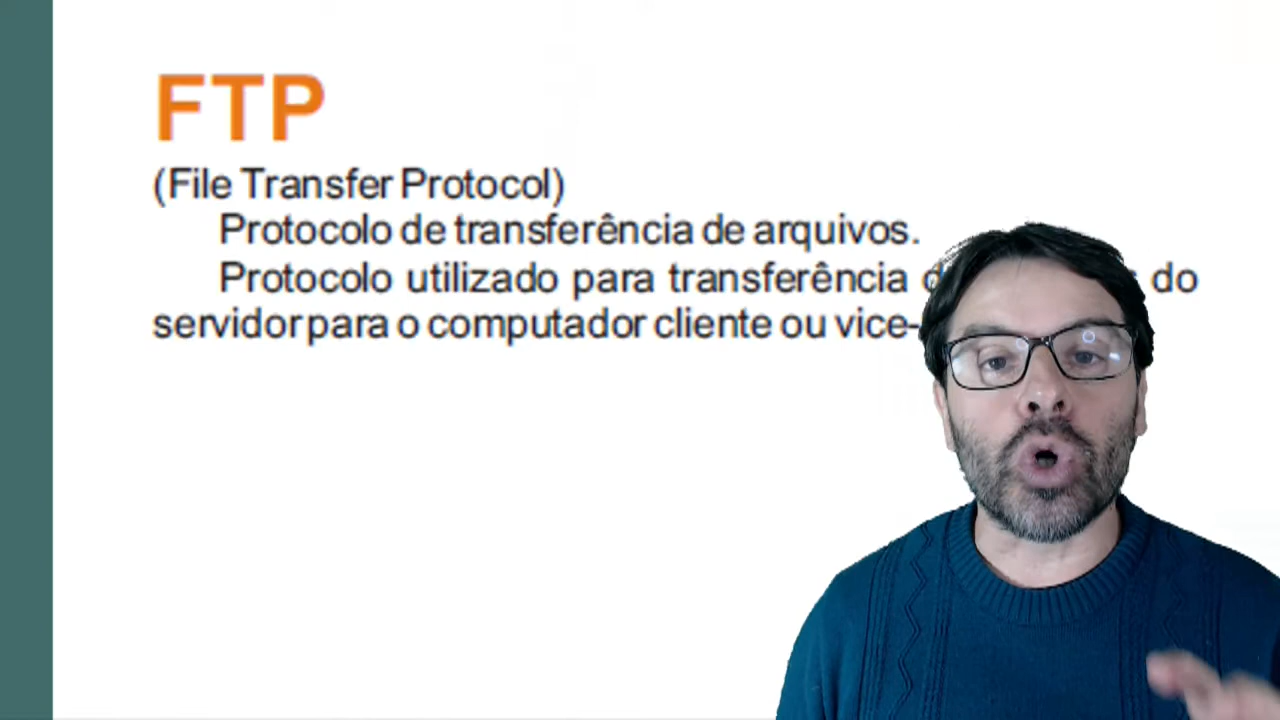 FTP
(File Transfer Protocol)
Protocolo de transferência de arquivos.
Protocolo utilizado para transferência do
servidor para o computador cliente ou vice-